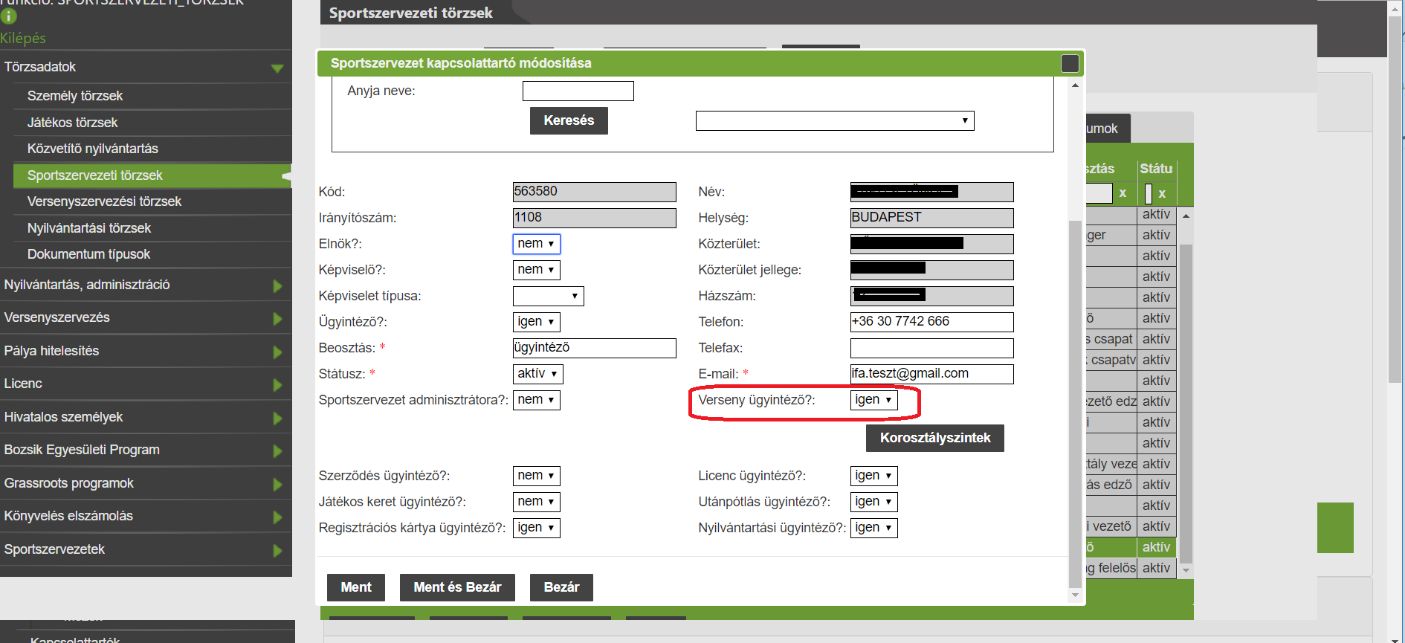 Funkció: SPORTSZERVEZETI_TÖRZSEK
Kilépés
Törzsadatok
Személy törzsek
Játékos törzsek
Közvetítő nyilvántartás
Sportszervezeti törzsek
Versenyszervezési törzsek
Nyilvántartási törzsek
Dokumentum típusok
Nyilvántartás, adminisztráció
Versenyszervezés
Pálya hitelesítés
Licenc
Hivatalos személyek
Bozsik Egyesületi Program
Grassroots programok
Könyvelés elszámolás
Sportszervezetek
Kapcsolattartók
Sportszervezeti törzsek
Sportszervezet kapcsolattartó módosítása
Anyja neve:
Keresés
Kód: 563580 Név:
Irányítószám: 1108 Helység: BUDAPEST
Elnök?: nem Közterület:
Képviselő?: nem Közterület jellege:
Képviselet típusa: Házszám:
Ügyintéző?: igen Telefon: +36 30 7742 666
Beosztás: * ügyintéző Telefax:
Státusz: * aktív E-mail: * ifa.teszt@gmail.com
Sportszervezet adminisztrátora?: nem Verseny ügyintéző?: igen
Korosztályszintek
Szerződés ügyintéző?: nem Licenc ügyintéző?: igen
Játékos keret ügyintéző?: nem Utánpótlás ügyintéző?: igen
Regisztrációs kártya ügyintéző?: igen Nyilvántartási ügyintéző?: igen
Ment Ment és Bezár Bezár
umok
sztás Státu
x x
aktív
ger aktív
aktív
aktív
aktív
ő aktív
s csapat aktív
k csapatv aktív
aktív
ezető edz aktív
i aktív
aktív
tály veze aktív
ás edző aktív
aktív
i vezető aktív
ő aktív
g felelős aktív